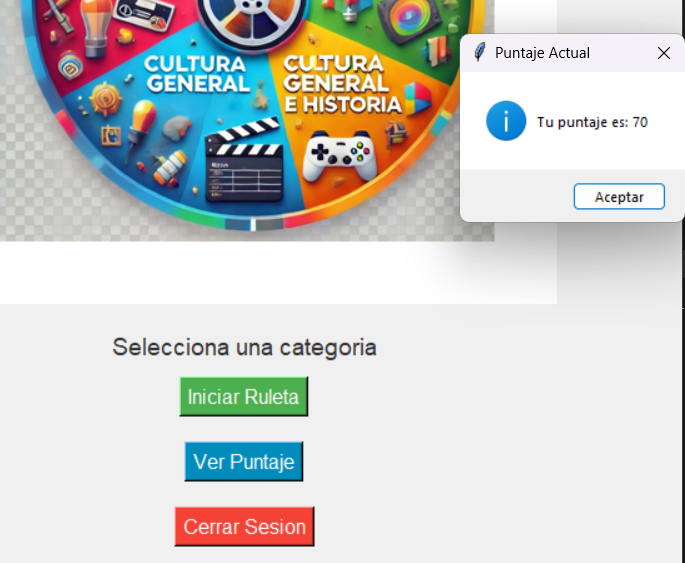 Puntaje Actual
Tu puntaje es: 70
Aceptar
CULTURA
GENERAL
CULTURA
GENERAL
E HISTORIA
Selecciona una categoria
Iniciar Ruleta
Ver Puntaje
Cerrar Sesion